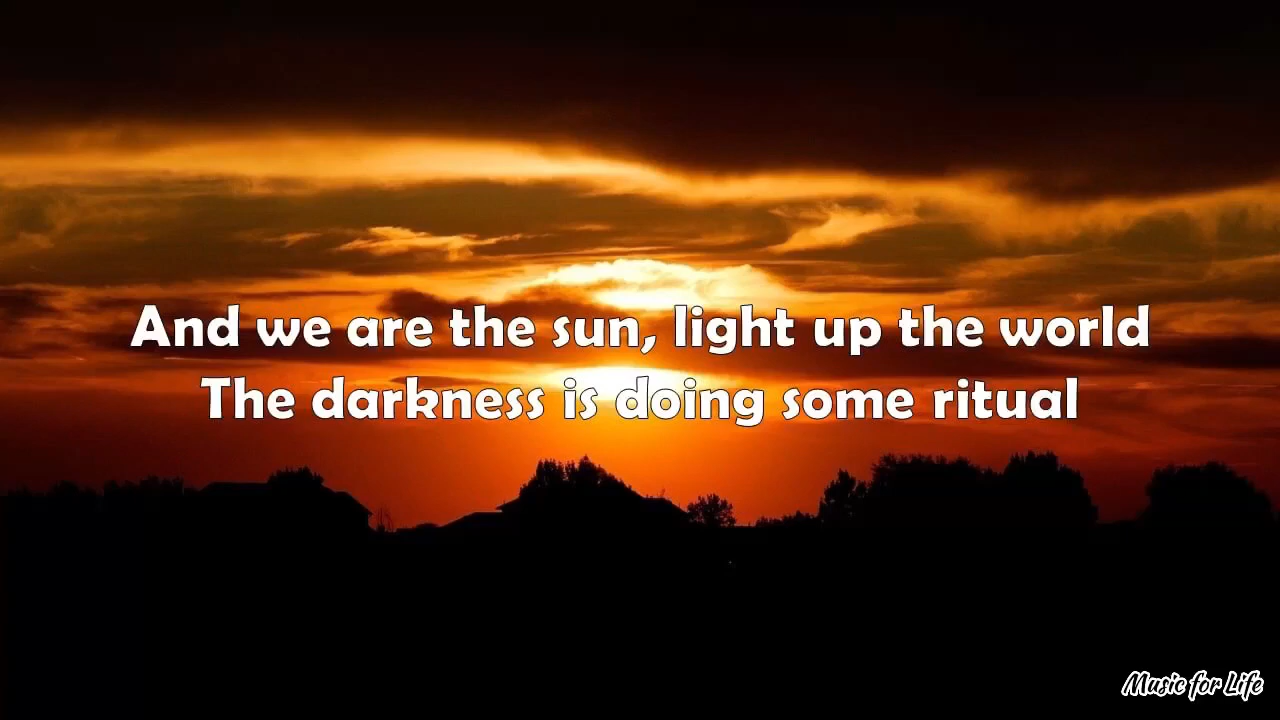 And we are the sun, light up the world
The darkness is doing some ritual
Music for Life